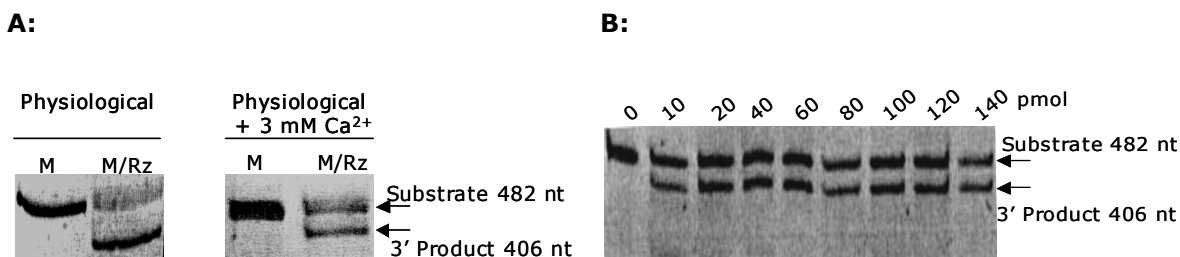 A:
Physiological
M M/Rz
Physiological
+ 3 mM Ca²⁺
M M/Rz
Substrate 482 nt
3′ Product 406 nt
B:
0 10 20 40 60 80 100 120 140 pmol
Substrate 482 nt
3′ Product 406 nt